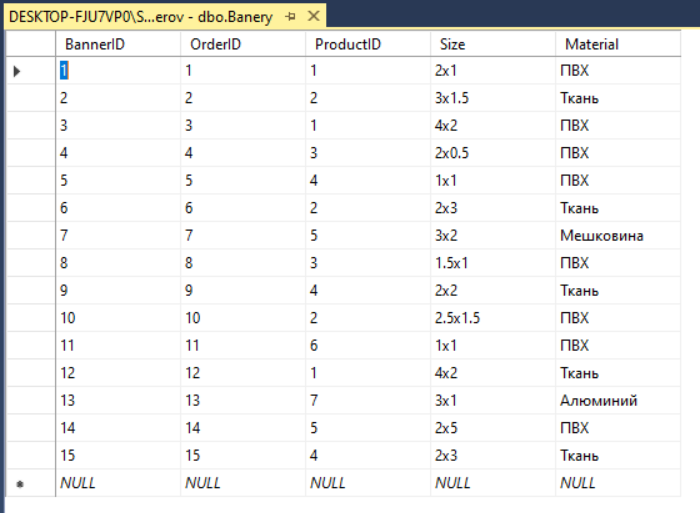 DESKTOP-FJU7VP0\S...erov - dbo.Banery
BannerID OrderID ProductID Size Material
1 1 1 2x1 ПВХ
2 2 2 3x1.5 Ткань
3 3 1 4x2 ПВХ
4 4 3 2x0.5 ПВХ
5 5 4 1x1 ПВХ
6 6 2 2x3 Ткань
7 7 5 3x2 Мешковина
8 8 3 1.5x1 ПВХ
9 9 4 2x2 Ткань
10 10 2 2.5x1.5 ПВХ
11 11 6 1x1 ПВХ
12 12 1 4x2 Ткань
13 13 7 3x1 Алюминий
14 14 5 2x5 ПВХ
15 15 4 2x3 Ткань
NULL NULL NULL NULL NULL